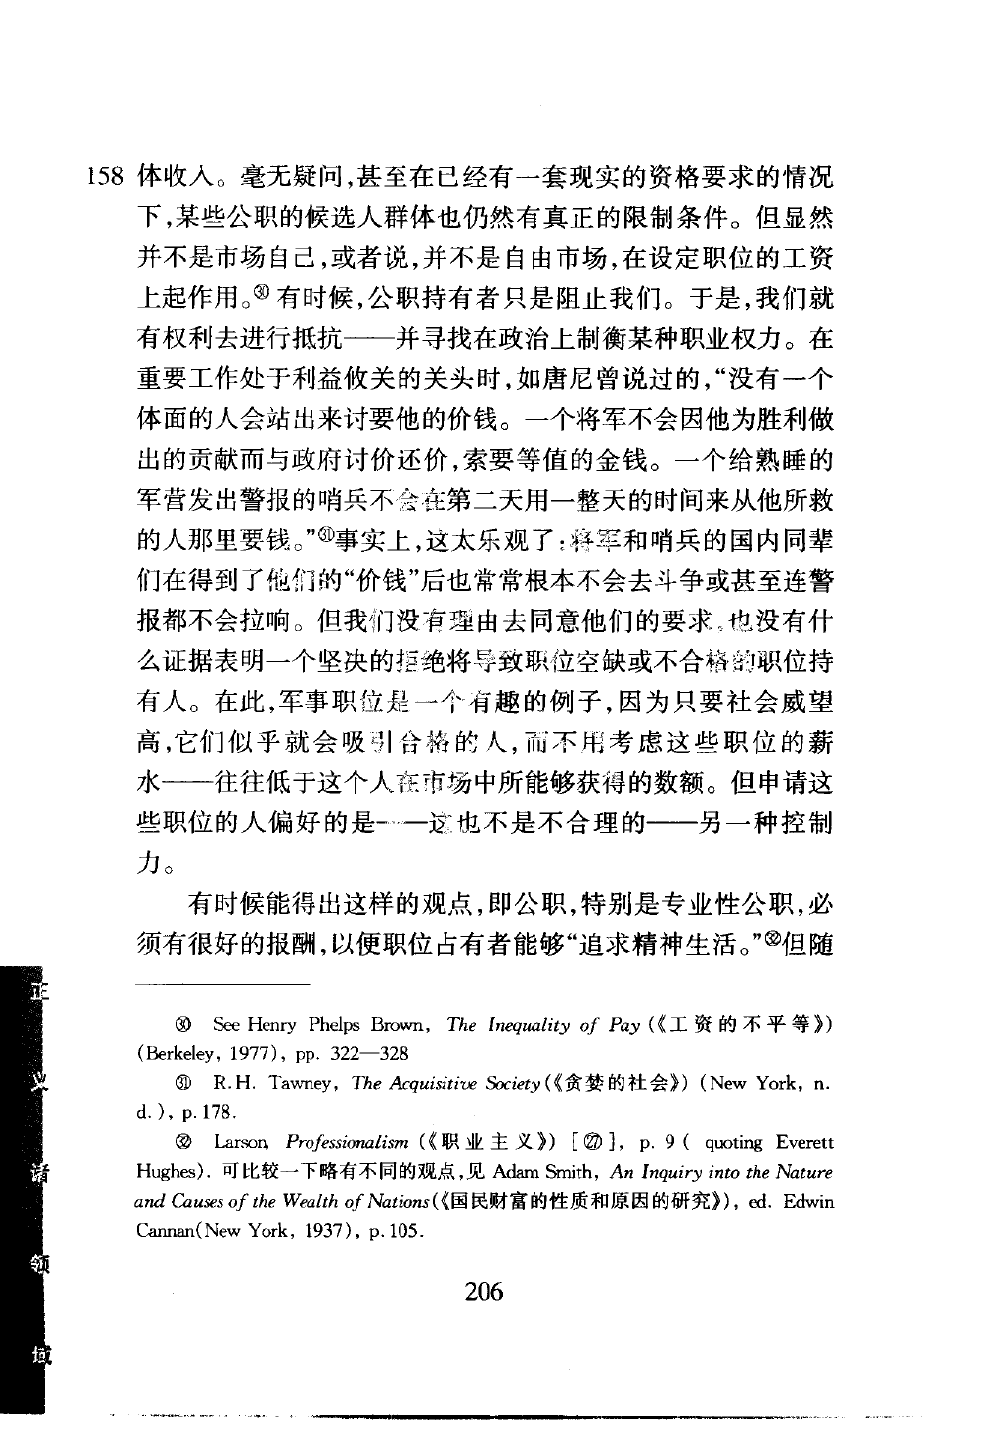 158 体收入。毫无疑问,甚至在已经有一套现实的资格要求的情况
下,某些公职的候选人群体也仍然有真正的限制条件。但显然
并不是市场自己,或者说,并不是自由市场,在设定职位的工资
上起作用。㉚有时候,公职持有者只是阻止我们。于是,我们就
有权利去进行抵抗——并寻找在政治上制衡某种职业权力。在
重要工作处于利益攸关的关头时,如唐尼曾说过的,“没有一个
体面的人会站出来讨要他的价钱。一个将军不会因他为胜利做
出的贡献而与政府讨价还价,索要等值的金钱。一个给熟睡的
军营发出警报的哨兵不会在第二天用一整天的时间来从他所救
的人那里要钱。”㉛事实上,这太乐观了;将军和哨兵的国内同辈
们在得到了他们的“价钱”后也常常根本不会去斗争或甚至连警
报都不会拉响。但我们没有理由去同意他们的要求,也没有什
么证据表明一个坚决的拒绝将导致职位空缺或不合格的职位持
有人。在此,军事职位是一个有趣的例子,因为只要社会威望
高,它们似乎就会吸引合格的人,而不用考虑这些职位的薪
水——往往低于这个人在市场中所能够获得的数额。但申请这
些职位的人偏好的是——这也不是不合理的——另一种控制
力。
有时候能得出这样的观点,即公职,特别是专业性公职,必
须有很好的报酬,以便职位占有者能够“追求精神生活。”㉜但随
㉚ See Henry Phelps Brown, The Inequality of Pay (《工资的不平等》)
(Berkeley, 1977), pp. 322—328
㉛ R.H. Tawney, The Acquisitive Society(《贪婪的社会》) (New York, n.
d.), p.178.
㉜ Larson, Professionalism (《职业主义》) [㉗], p. 9 ( quoting Everett
Hughes). 可比较一下略有不同的观点,见 Adam Smith, An Inquiry into the Nature
and Causes of the Wealth of Nations(《国民财富的性质和原因的研究》), ed. Edwin
Cannan(New York, 1937), p.105.
206
正义诸领域